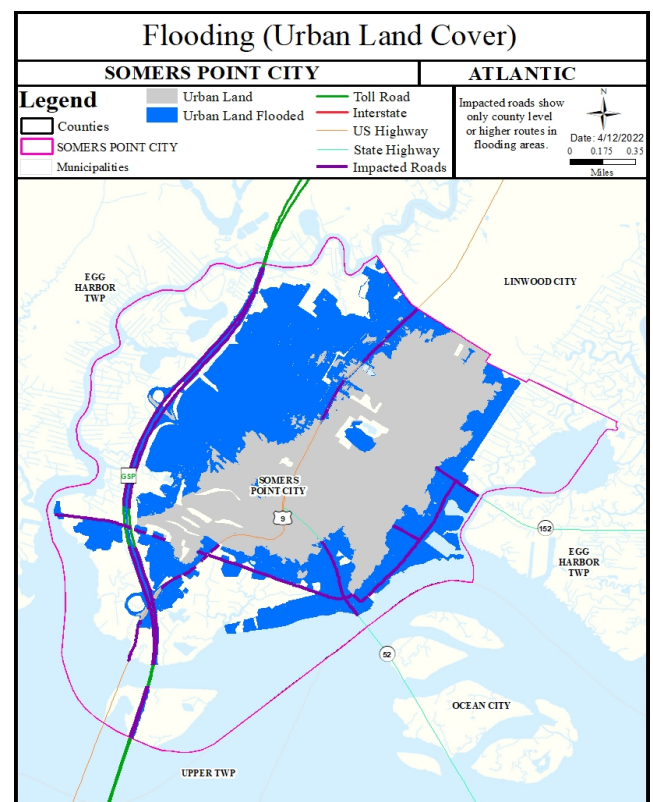 Flooding (Urban Land Cover)
SOMERS POINT CITY
ATLANTIC
Legend
Counties
SOMERS POINT CITY
Municipalities
Urban Land
Urban Land Flooded
Toll Road
Interstate
US Highway
State Highway
Impacted Roads
Impacted roads show
only county level
or higher routes in
flooding areas.
N
Date: 4/12/2022
0 0.175 0.35
Miles
EGG
HARBOR
TWP
LINWOOD CITY
GSP
SOMERS
POINT CITY
9
152
EGG
HARBOR
TWP
52
OCEAN CITY
UPPER TWP